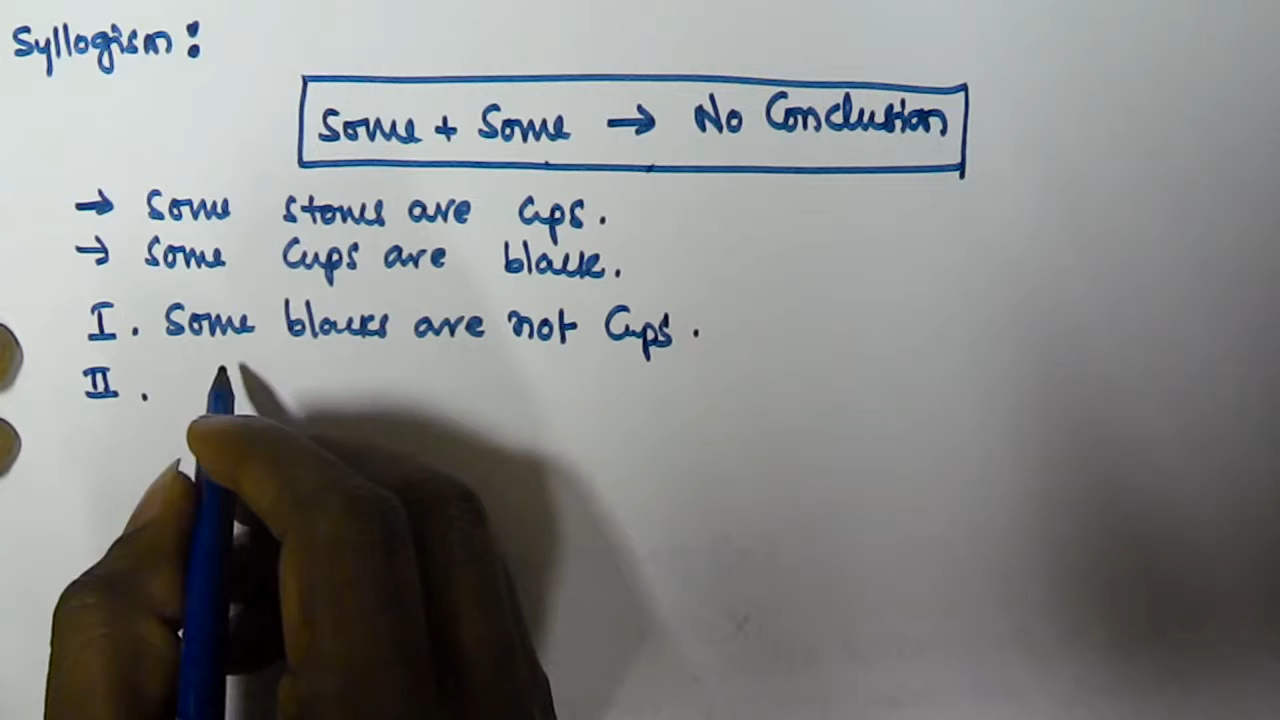 Syllogism:
Some + Some → No Conclusion
→ Some stones are cups.
→ Some Cups are black.
I. Some blacks are not Cups.
II.